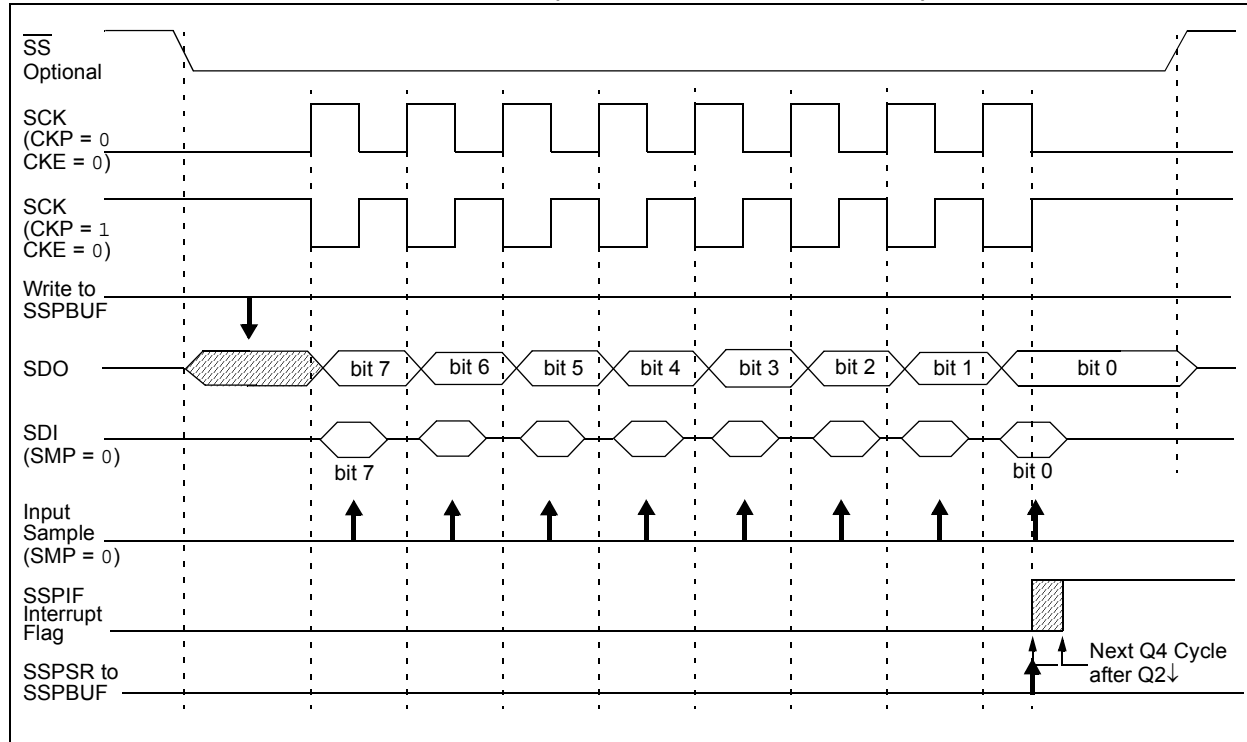 SS
Optional
SCK
(CKP = 0
CKE = 0)
SCK
(CKP = 1
CKE = 0)
Write to
SSPBUF
SDO
bit 7
bit 6
bit 5
bit 4
bit 3
bit 2
bit 1
bit 0
SDI
(SMP = 0)
bit 7
bit 0
Input
Sample
(SMP = 0)
SSPIF
Interrupt
Flag
Next Q4 Cycle
after Q2↓
SSPSR to
SSPBUF